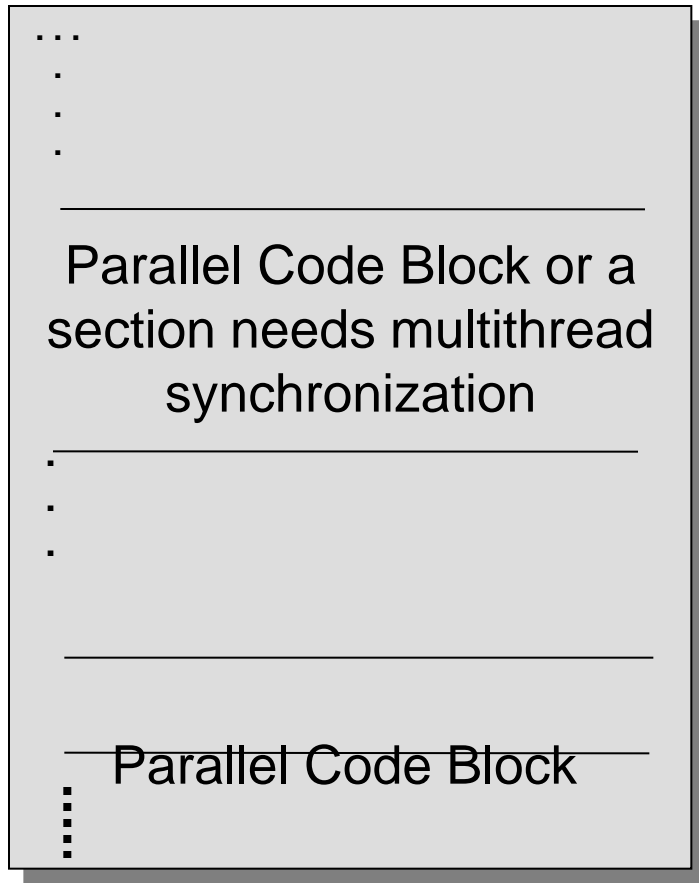 . . .
.
.
.
Parallel Code Block or a
section needs multithread
synchronization
.
.
.
Parallel Code Block
.
.
.
.
.